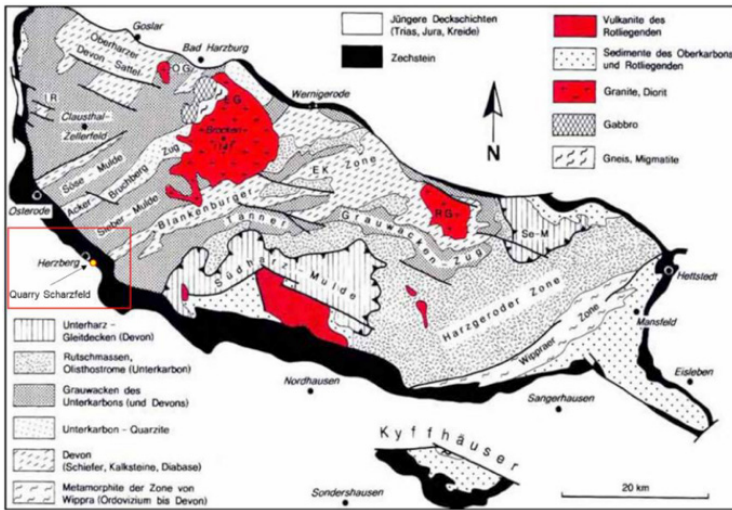 Jüngere Deckschichten
(Trias, Jura, Kreide)
Zechstein
Vulkanite des
Rotliegenden
Sedimente des Oberkarbons
und Rotliegenden
Granite, Diorit
Gabbro
Gneis, Migmatite
N
Goslar
Bad Harzburg
Oberharzer
Devon-Sattel
OG
I R
EG
Wernigerode
Clausthal-
Zellerfeld
Brocken
Söse-Mulde
Acker-Bruchberg Zug
Sieber-Mulde
EK Zone
Blankenburger
Tanner Grauwacken-Zug
RG
Se-M
Osterode
Herzberg
Quarry Scharzfeld
Südharz-Mulde
Harzgeroder Zone
Wippraer Zone
Hettstedt
Mansfeld
Eisleben
Nordhausen
Sangerhausen
Kyffhäuser
Sondershausen
20 km
Unterharz-
Gleitdecken (Devon)
Rutschmassen,
Olisthostrome (Unterkarbon)
Grauwacken des
Unterkarbons (und Devons)
Unterkarbon-Quarzite
Devon
(Schiefer, Kalksteine, Diabase)
Metamorphite der Zone von
Wippra (Ordovizium bis Devon)